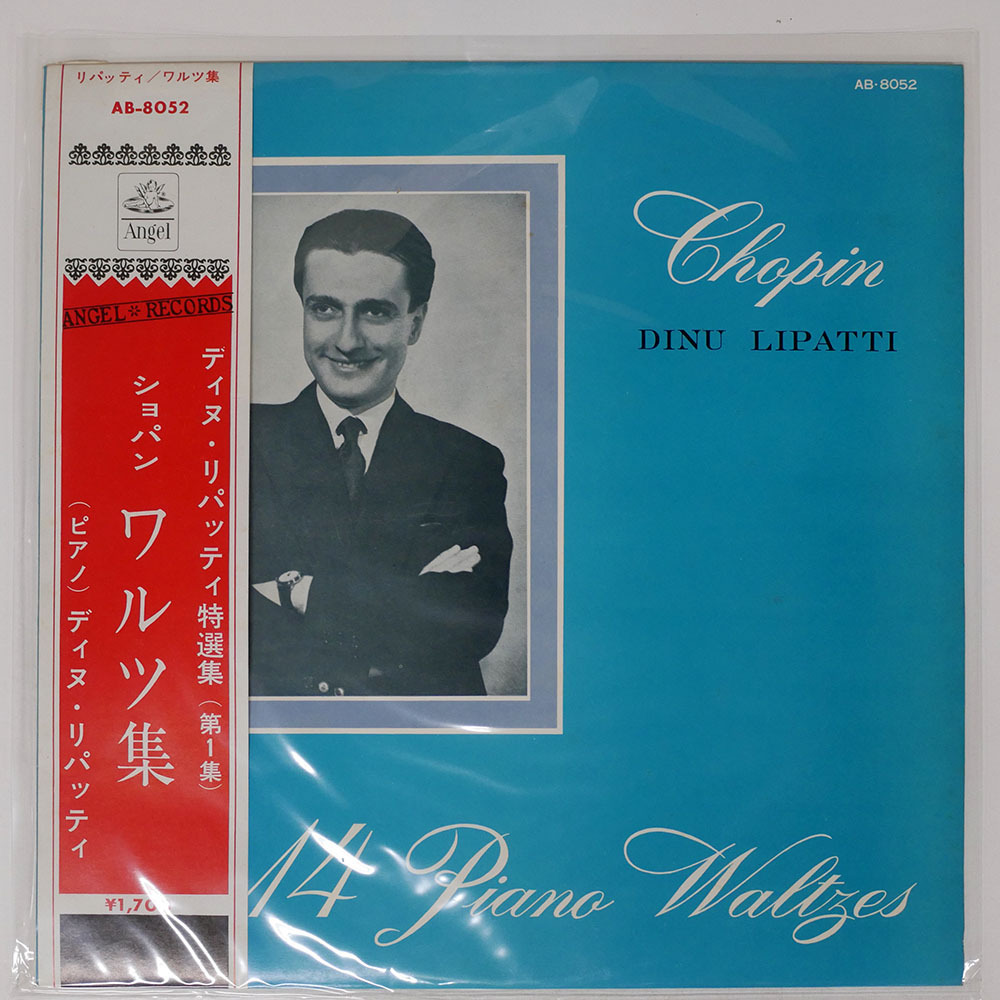 リパッティ/ワルツ集
AB-8052
Angel
ANGEL✻RECORDS
ディヌ・リパッティ特選集(第1集)
ショパン
ワルツ集
(ピアノ)ディヌ・リパッティ
AB-8052
Chopin
DINU LIPATTI
14 Piano Waltzes